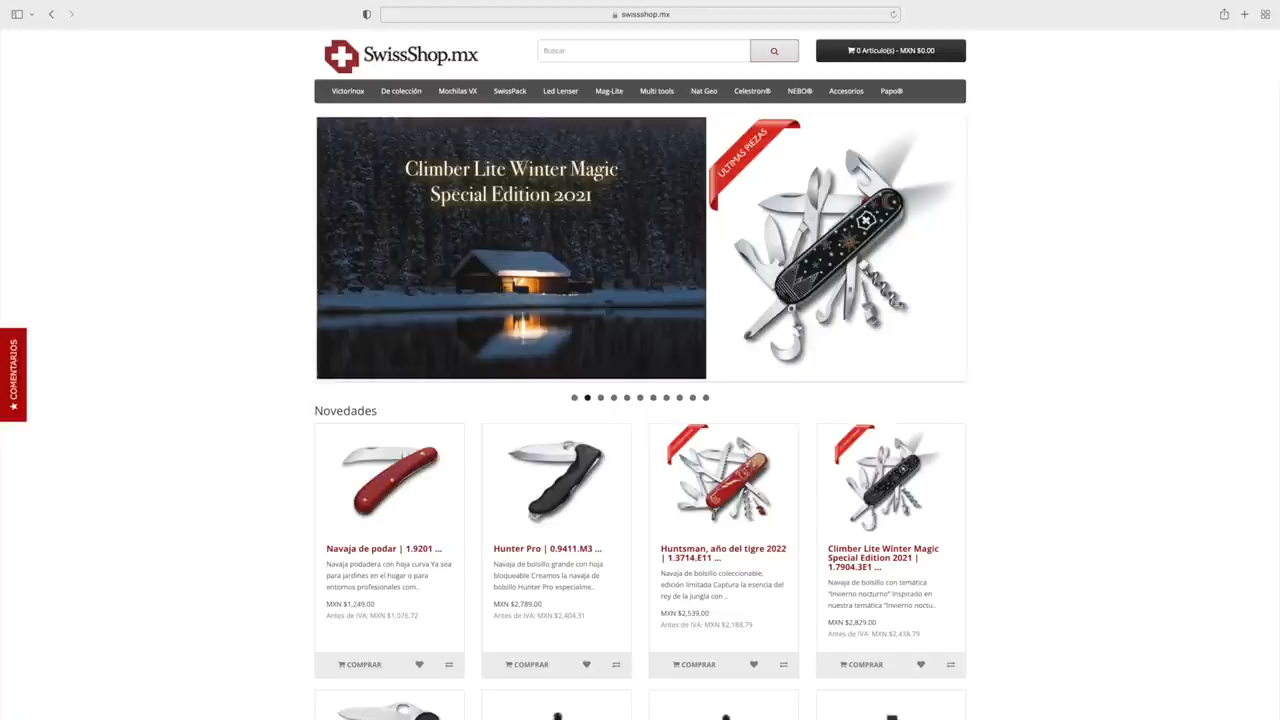 swissshop.mx
SwissShop.mx
Buscar
0 Artículo(s) - MXN $0.00
Victorinox
De colección
Mochilas VX
SwissPack
Led Lenser
Mag-Lite
Multi tools
Nat Geo
Celestron®
NEBO®
Accesorios
Papo®
Climber Lite Winter Magic
Special Edition 2021
ULTIMAS PIEZAS
★ COMENTARIOS
Novedades
Navaja de podar | 1.9201 ...
Navaja podadera con hoja curva Ya sea
para jardines en el hogar o para
entornos profesionales com..
MXN $1,249.00
Antes de IVA: MXN $1,076.72
COMPRAR
Hunter Pro | 0.9411.M3 ...
Navaja de bolsillo grande con hoja
bloqueable Creamos la navaja de
bolsillo Hunter Pro especialme..
MXN $2,789.00
Antes de IVA: MXN $2,404.31
COMPRAR
Huntsman, año del tigre 2022
| 1.3714.E11 ...
Navaja de bolsillo coleccionable,
edición limitada Captura la esencia del
rey de la jungla con..
MXN $2,539.00
Antes de IVA: MXN $2,188.79
COMPRAR
Climber Lite Winter Magic
Special Edition 2021 |
1.7904.3E1 ...
Navaja de bolsillo con temática
"Invierno nocturno" Inspirado en
nuestra temática "Invierno noctu..
MXN $2,829.00
Antes de IVA: MXN $2,438.79
COMPRAR